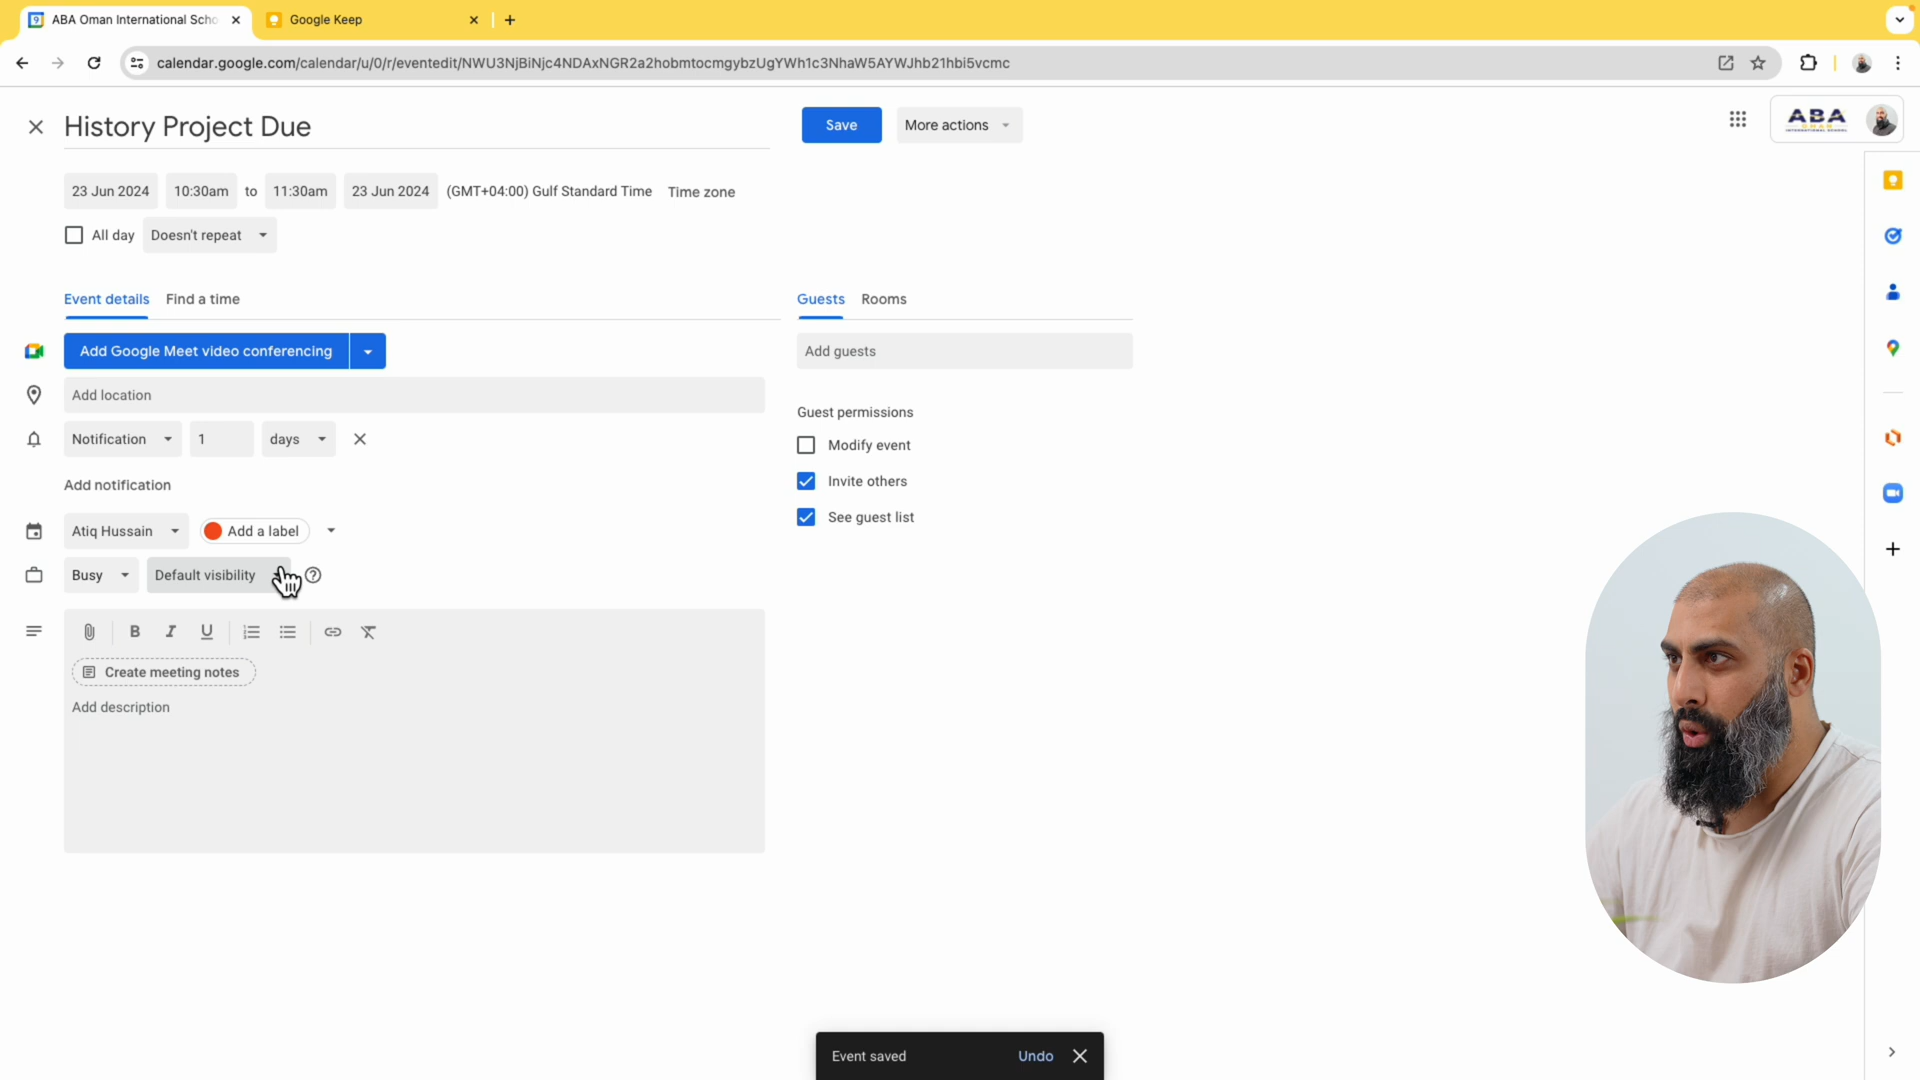 ABA Oman International Scho
Google Keep
calendar.google.com/calendar/u/0/r/eventedit/NWU3NjBiNjc4NDAxNGR2a2hobmtocmgybzUgYWh1c3NhaW5AYWJhb21hbi5vcmc
History Project Due
Save
More actions
ABA
OMAN
INTERNATIONAL SCHOOL
23 Jun 2024
10:30am
to
11:30am
23 Jun 2024
(GMT+04:00) Gulf Standard Time
Time zone
All day
Doesn't repeat
Event details
Find a time
Guests
Rooms
Add Google Meet video conferencing
Add guests
Add location
Guest permissions
Notification
1
days
Modify event
Add notification
Invite others
See guest list
Atiq Hussain
Add a label
Busy
Default visibility
B
I
U
Create meeting notes
Add description
Event saved
Undo